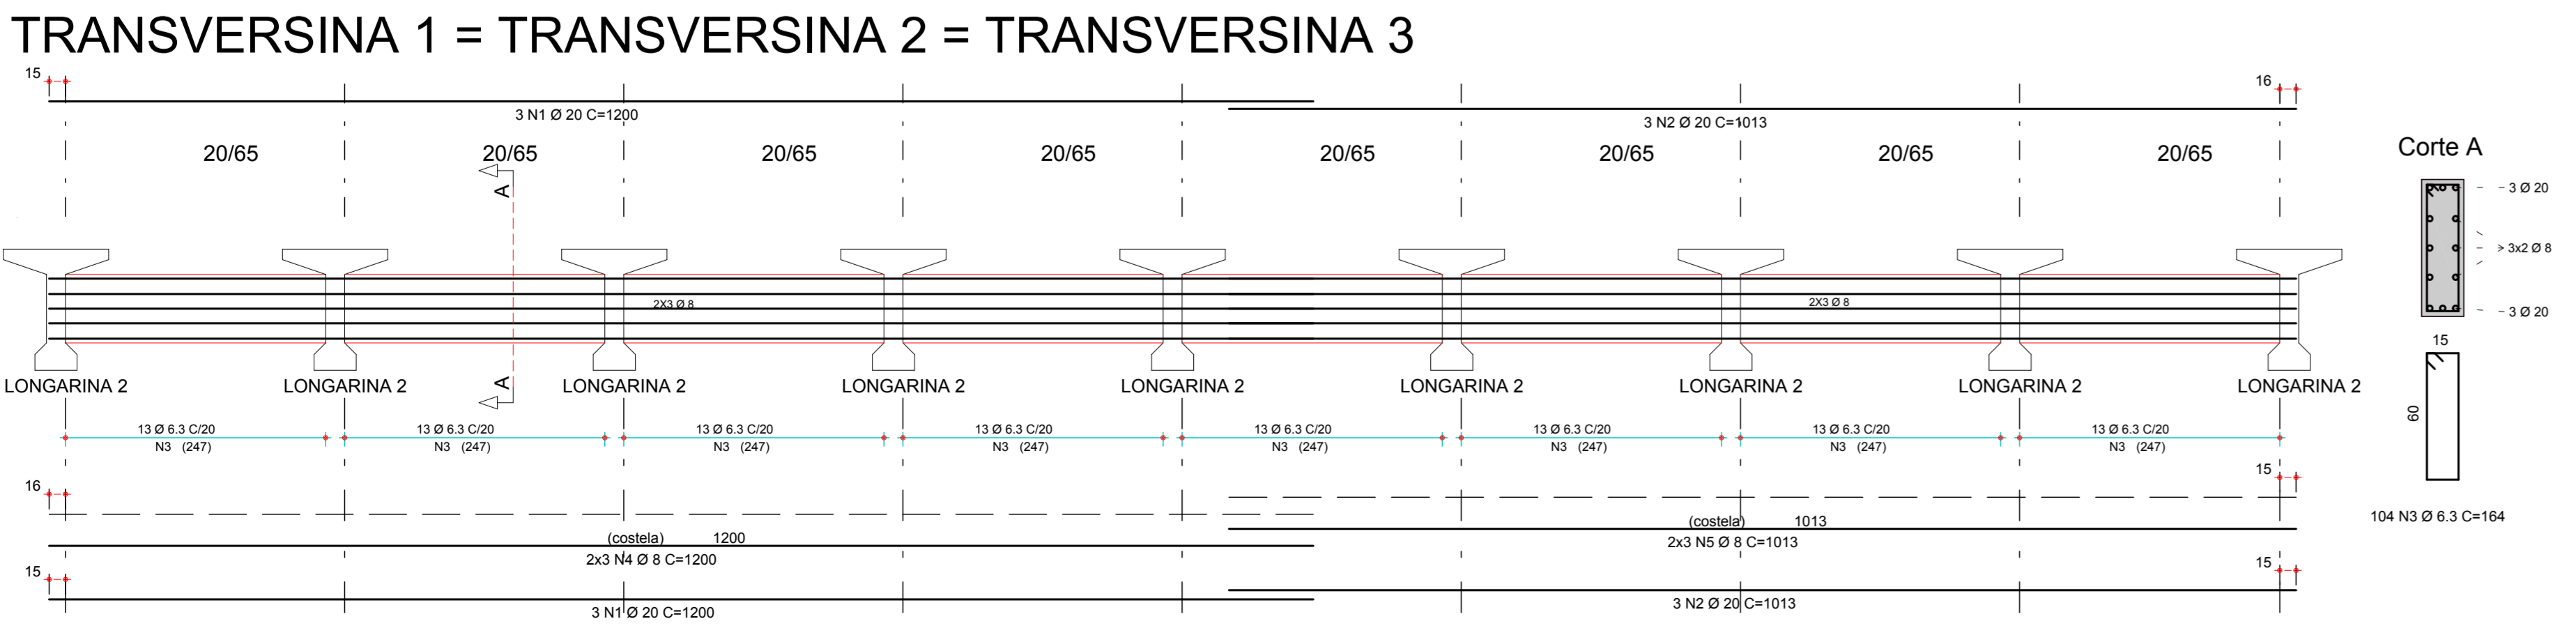 TRANSVERSINA 1 = TRANSVERSINA 2 = TRANSVERSINA 3
15
16
3 N1 Ø 20 C=1200
3 N2 Ø 20 C=1013
20/65 20/65 20/65 20/65 20/65 20/65 20/65 20/65
A
2X3 Ø 8
2X3 Ø 8
A
LONGARINA 2 LONGARINA 2 LONGARINA 2 LONGARINA 2 LONGARINA 2 LONGARINA 2 LONGARINA 2 LONGARINA 2 LONGARINA 2
13 Ø 6.3 C/20 13 Ø 6.3 C/20 13 Ø 6.3 C/20 13 Ø 6.3 C/20 13 Ø 6.3 C/20 13 Ø 6.3 C/20 13 Ø 6.3 C/20 13 Ø 6.3 C/20
N3 (247) N3 (247) N3 (247) N3 (247) N3 (247) N3 (247) N3 (247) N3 (247)
16
15
(costela) 1013
2x3 N5 Ø 8 C=1013
(costela) 1200
2x3 N4 Ø 8 C=1200
15
15
3 N1 Ø 20 C=1200
3 N2 Ø 20 C=1013
Corte A
3 Ø 20
3x2 Ø 8
3 Ø 20
15
60
104 N3 Ø 6.3 C=164